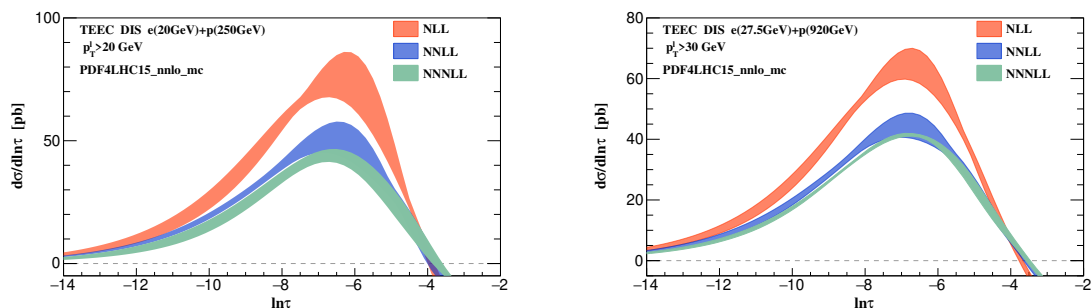 TEEC DIS e(20GeV)+p(250GeV)
p_T^l>20 GeV
PDF4LHC15_nnlo_mc
NLL
NNLL
NNNLL
dσ/dlnτ [pb]
100
50
0
−14 −12 −10 −8 −6 −4 −2
lnτ
TEEC DIS e(27.5GeV)+p(920GeV)
p_T^l>30 GeV
PDF4LHC15_nnlo_mc
NLL
NNLL
NNNLL
dσ/dlnτ [pb]
80
60
40
20
0
−14 −12 −10 −8 −6 −4 −2
lnτ